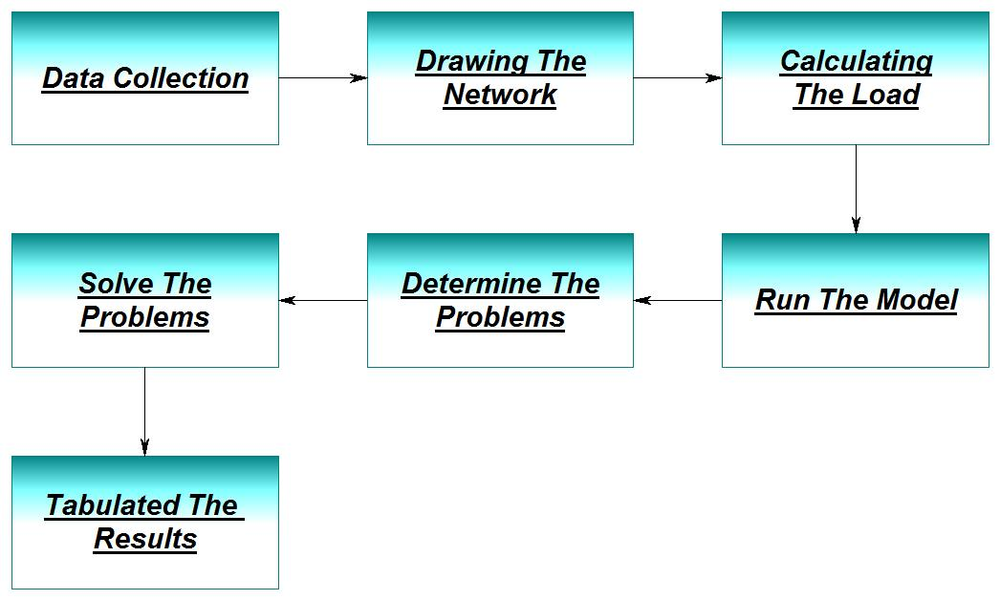 Data Collection
Drawing The
Network
Calculating
The Load
Run The Model
Determine The
Problems
Solve The
Problems
Tabulated The
Results